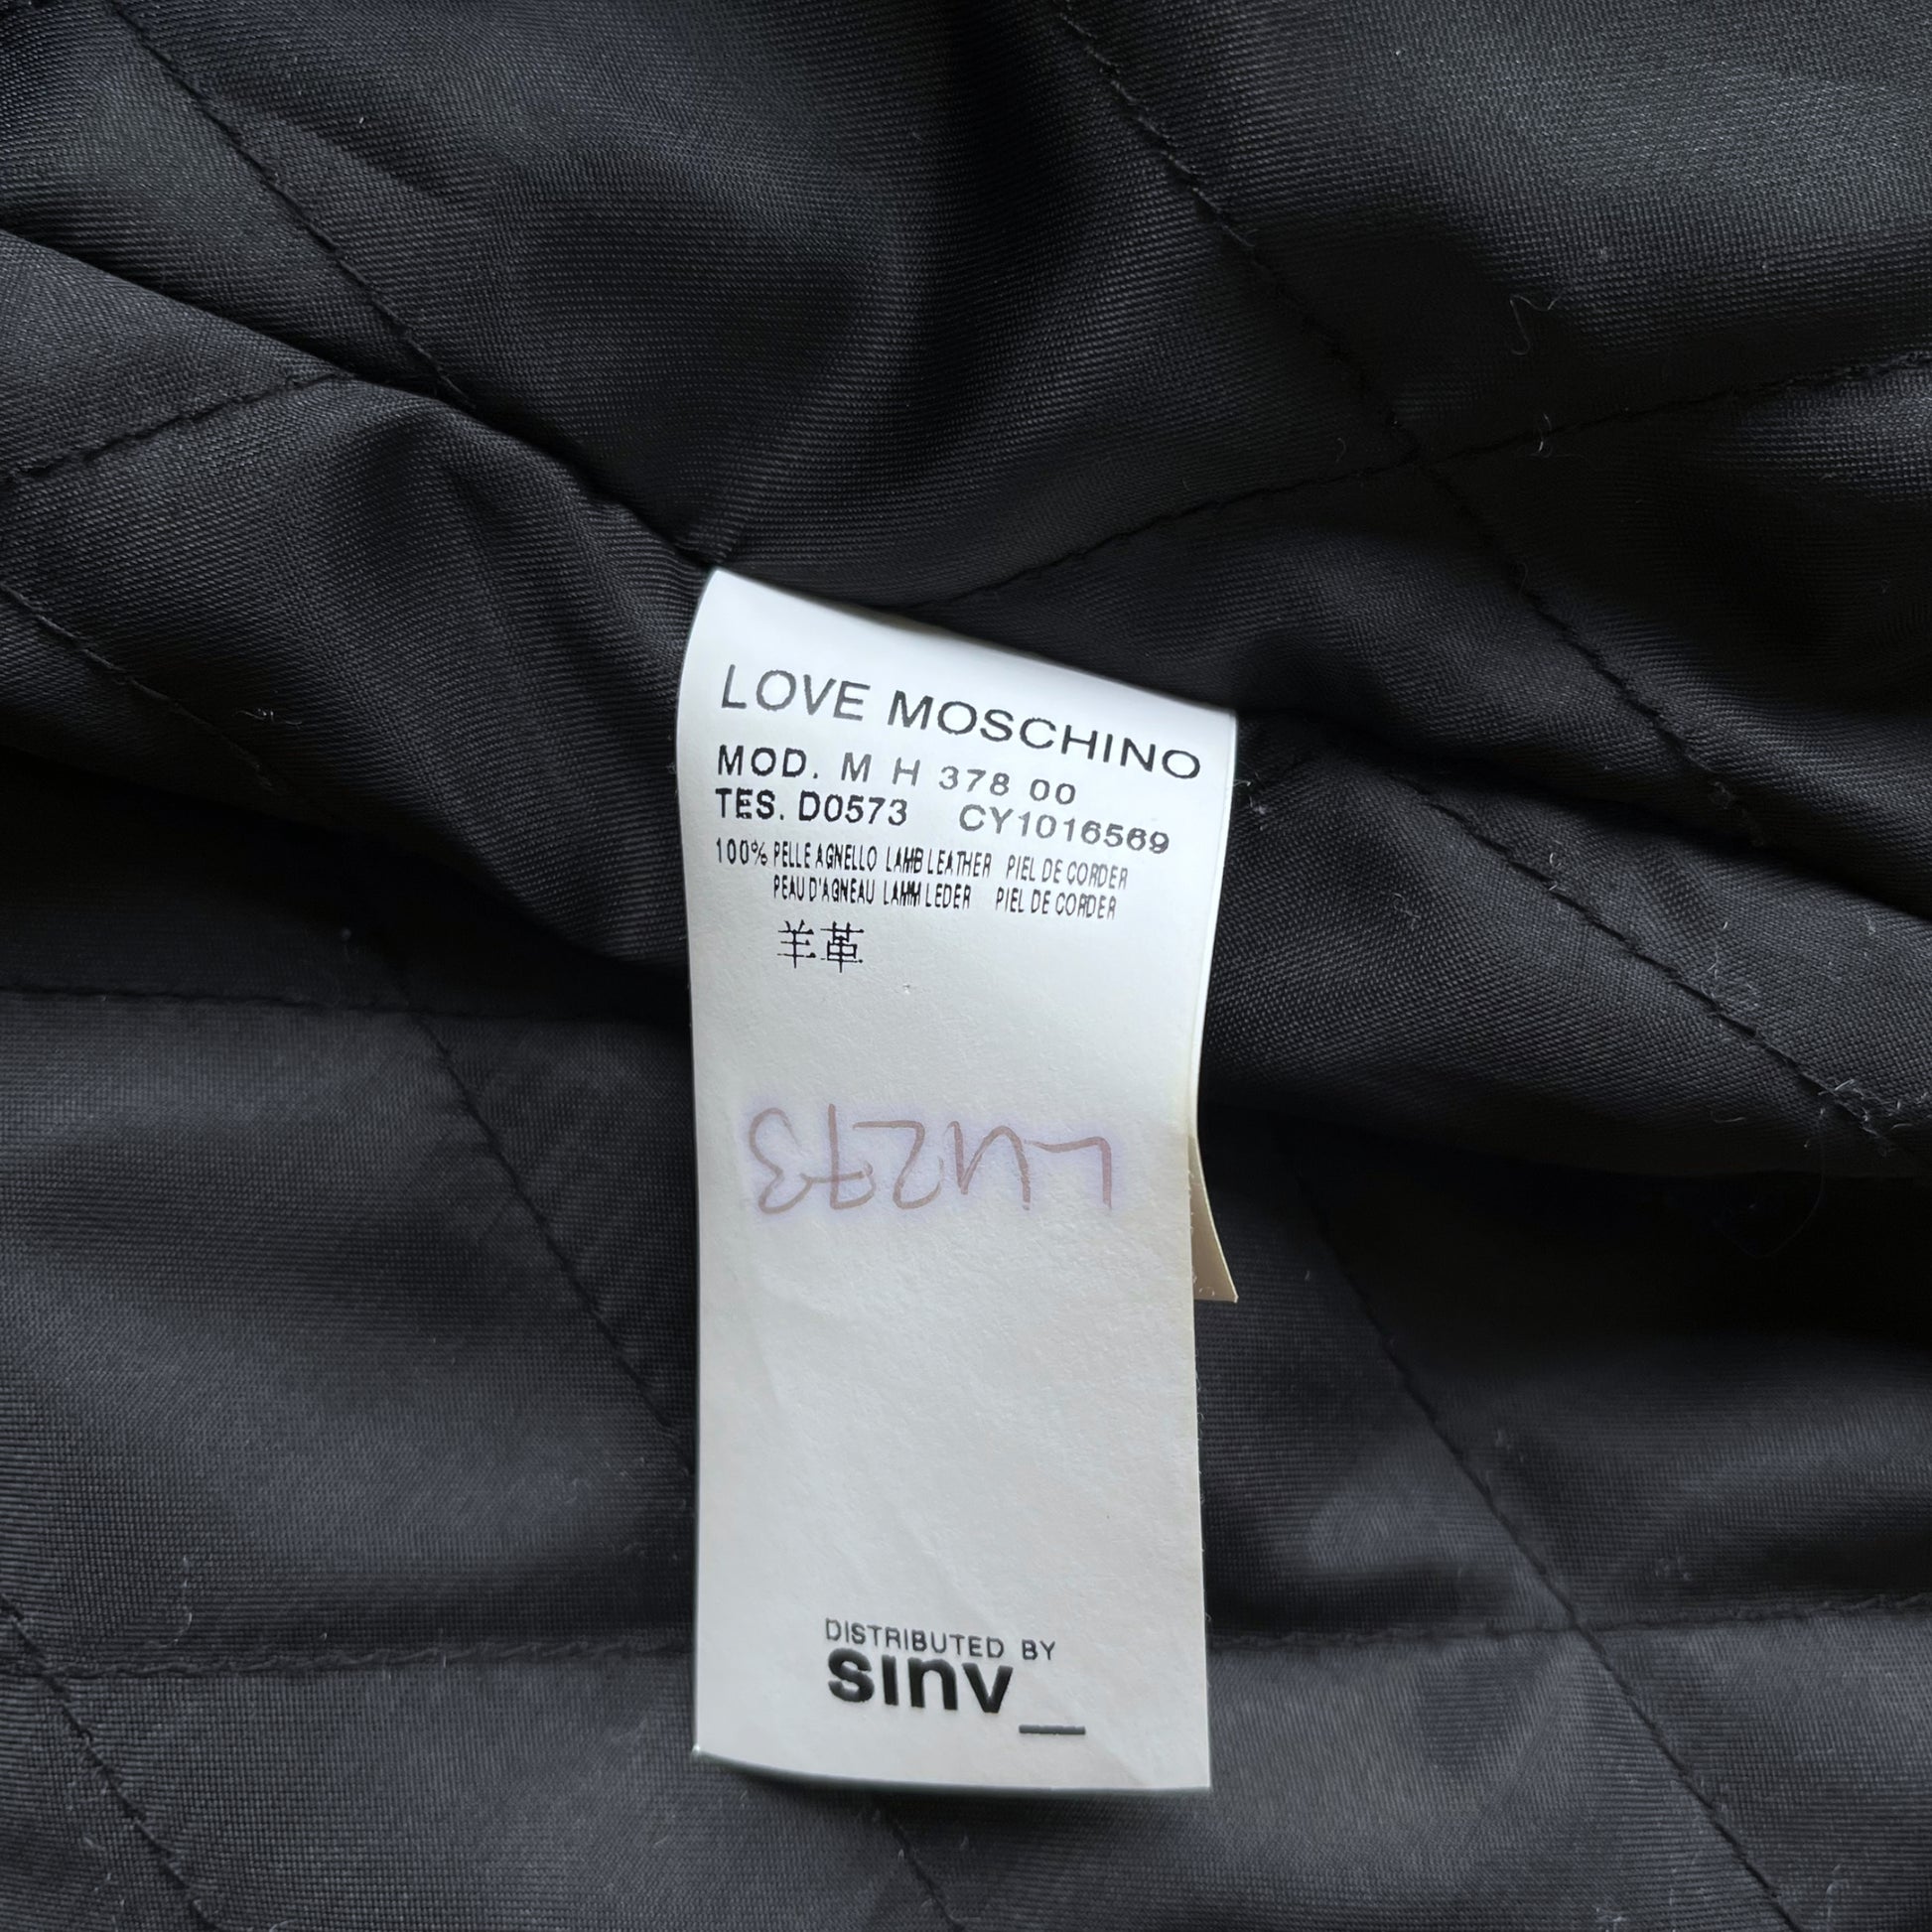 LOVE MOSCHINO
MOD. M H 378 00
TES. D0573 CY1016569
100% PELLE AGNELLO LAMB LEATHER PIEL DE CORDER
PEAU D'AGNEAU LAMM LEDER PIEL DE CORDER
羊革
LU273
DISTRIBUTED BY
sinv_